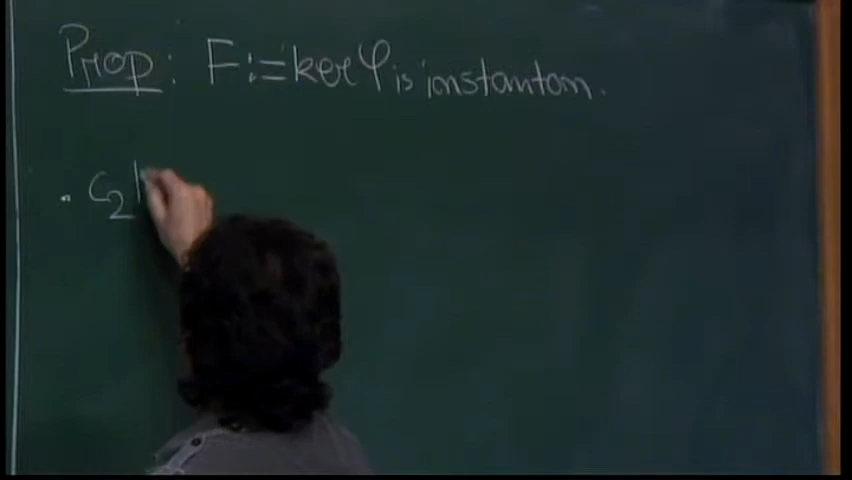 Prop: F := ker φ is instanton.
· c₂